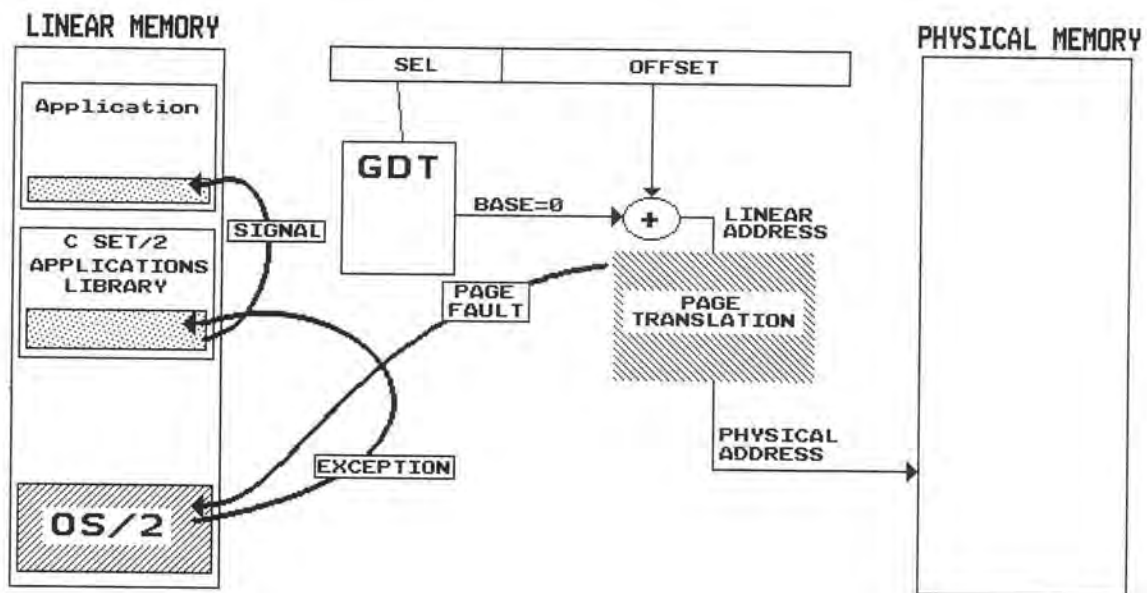 LINEAR MEMORY
PHYSICAL MEMORY
SEL
OFFSET
Application
GDT
BASE=0
+
LINEAR
ADDRESS
SIGNAL
C SET/2
APPLICATIONS
LIBRARY
PAGE
FAULT
PAGE
TRANSLATION
PHYSICAL
ADDRESS
EXCEPTION
OS/2